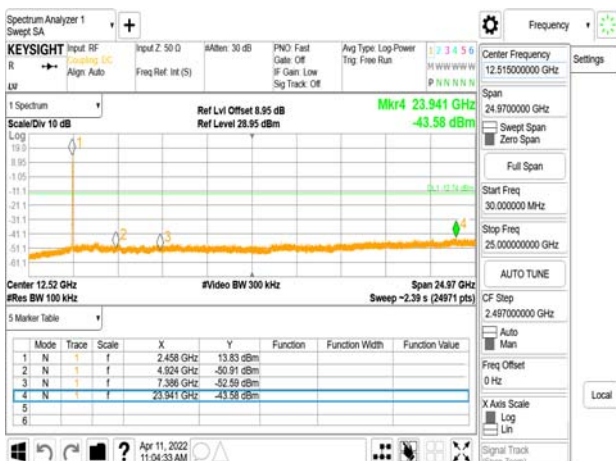 Spectrum Analyzer 1
Swept SA
Frequency
KEYSIGHT
Input: RF
Coupling: DC
Align: Auto
Input Z: 50 Ω
Freq Ref: Int (S)
#Atten: 30 dB
PNO: Fast
Gate: Off
IF Gain: Low
Sig Track: Off
Avg Type: Log-Power
Trig: Free Run
1 2 3 4 5 6
M W W W W W
P N N N N N
R
LXI
1 Spectrum
Scale/Div 10 dB
Ref Lvl Offset 8.95 dB
Ref Level 28.95 dBm
Mkr4 23.941 GHz
-43.58 dBm
Log
19.0
8.95
-1.05
-11.1
-21.1
-31.1
-41.1
-51.1
-61.1
1
2
3
4
Center 12.52 GHz
#Res BW 100 kHz
#Video BW 300 kHz
Span 24.97 GHz
Sweep ~2.39 s (24971 pts)
5 Marker Table
Mode Trace Scale X Y Function Function Width Function Value
1 N 1 f 2.458 GHz 13.83 dBm
2 N 1 f 4.924 GHz -50.91 dBm
3 N 1 f 7.386 GHz -52.59 dBm
4 N 1 f 23.941 GHz -43.58 dBm
5
6
?
Apr 11, 2022
11:04:33 AM
Center Frequency
12.515000000 GHz
Settings
Span
24.9700000 GHz
Swept Span
Zero Span
Full Span
Start Freq
30.000000 MHz
Stop Freq
25.000000000 GHz
AUTO TUNE
CF Step
2.497000000 GHz
Auto
Man
Freq Offset
0 Hz
X Axis Scale
Log
Lin
Local
Signal Track